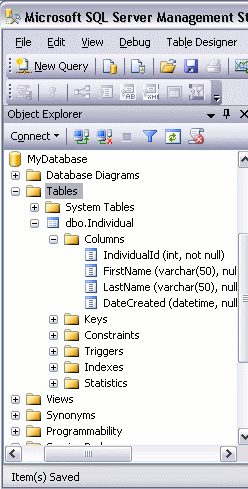 Microsoft SQL Server Management St
File Edit View Debug Table Designer
New Query
Object Explorer
Connect
MyDatabase
Database Diagrams
Tables
System Tables
dbo.Individual
Columns
IndividualId (int, not null)
FirstName (varchar(50), null
LastName (varchar(50), null
DateCreated (datetime, null
Keys
Constraints
Triggers
Indexes
Statistics
Views
Synonyms
Programmability
Item(s) Saved